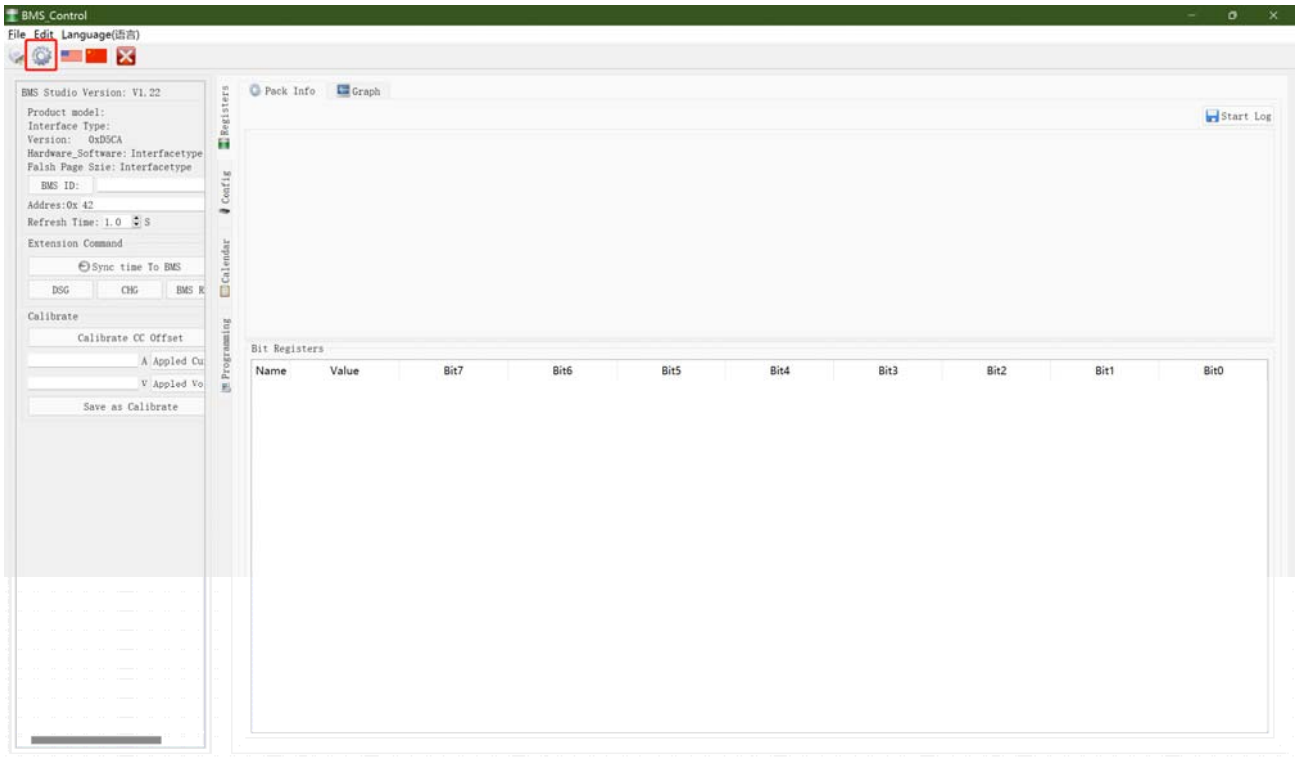 BMS_Control
File Edit Language(语言)
BMS Studio Version: V1.22
Product model:
Interface Type:
Version: 0xD5CA
Hardware_Software: Interfacetype
Falsh Page Szie: Interfacetype
BMS ID:
Addres:0x 42
Refresh Time: 1.0 S
Extension Command
Sync time To BMS
DSG CHG BMS R
Calibrate
Calibrate CC Offset
A Appled Cu
V Appled Vo
Save as Calibrate
Registers
Config
Calendar
Programming
Pack Info Graph
Start Log
Bit Registers
Name Value Bit7 Bit6 Bit5 Bit4 Bit3 Bit2 Bit1 Bit0